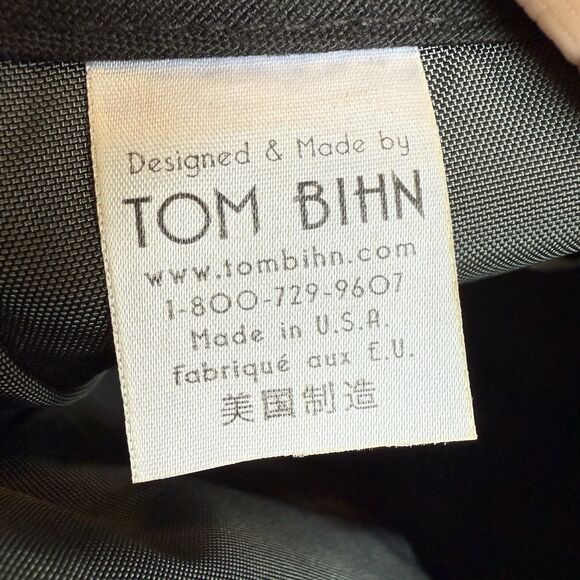 Designed & Made by
TOM BIHN
www.tombihn.com
1-800-729-9607
Made in U.S.A.
Fabriqué aux E.U.
美国制造